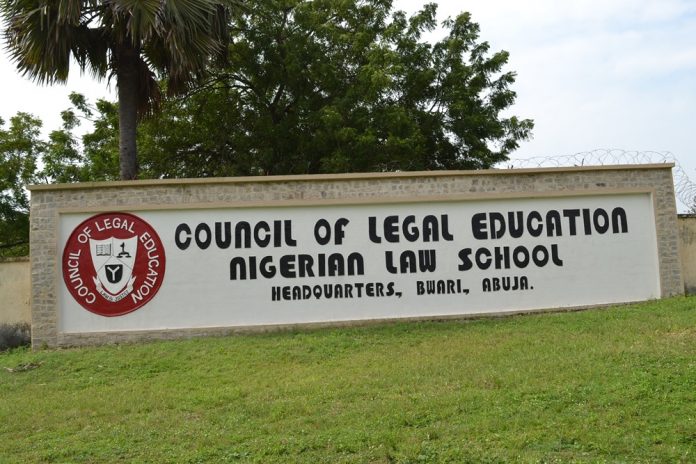 COUNCIL OF LEGAL EDUCATION
COUNCIL OF LEGAL EDUCATION
NIGERIAN LAW SCHOOL
HEADQUARTERS., BWARI., ABUJA.